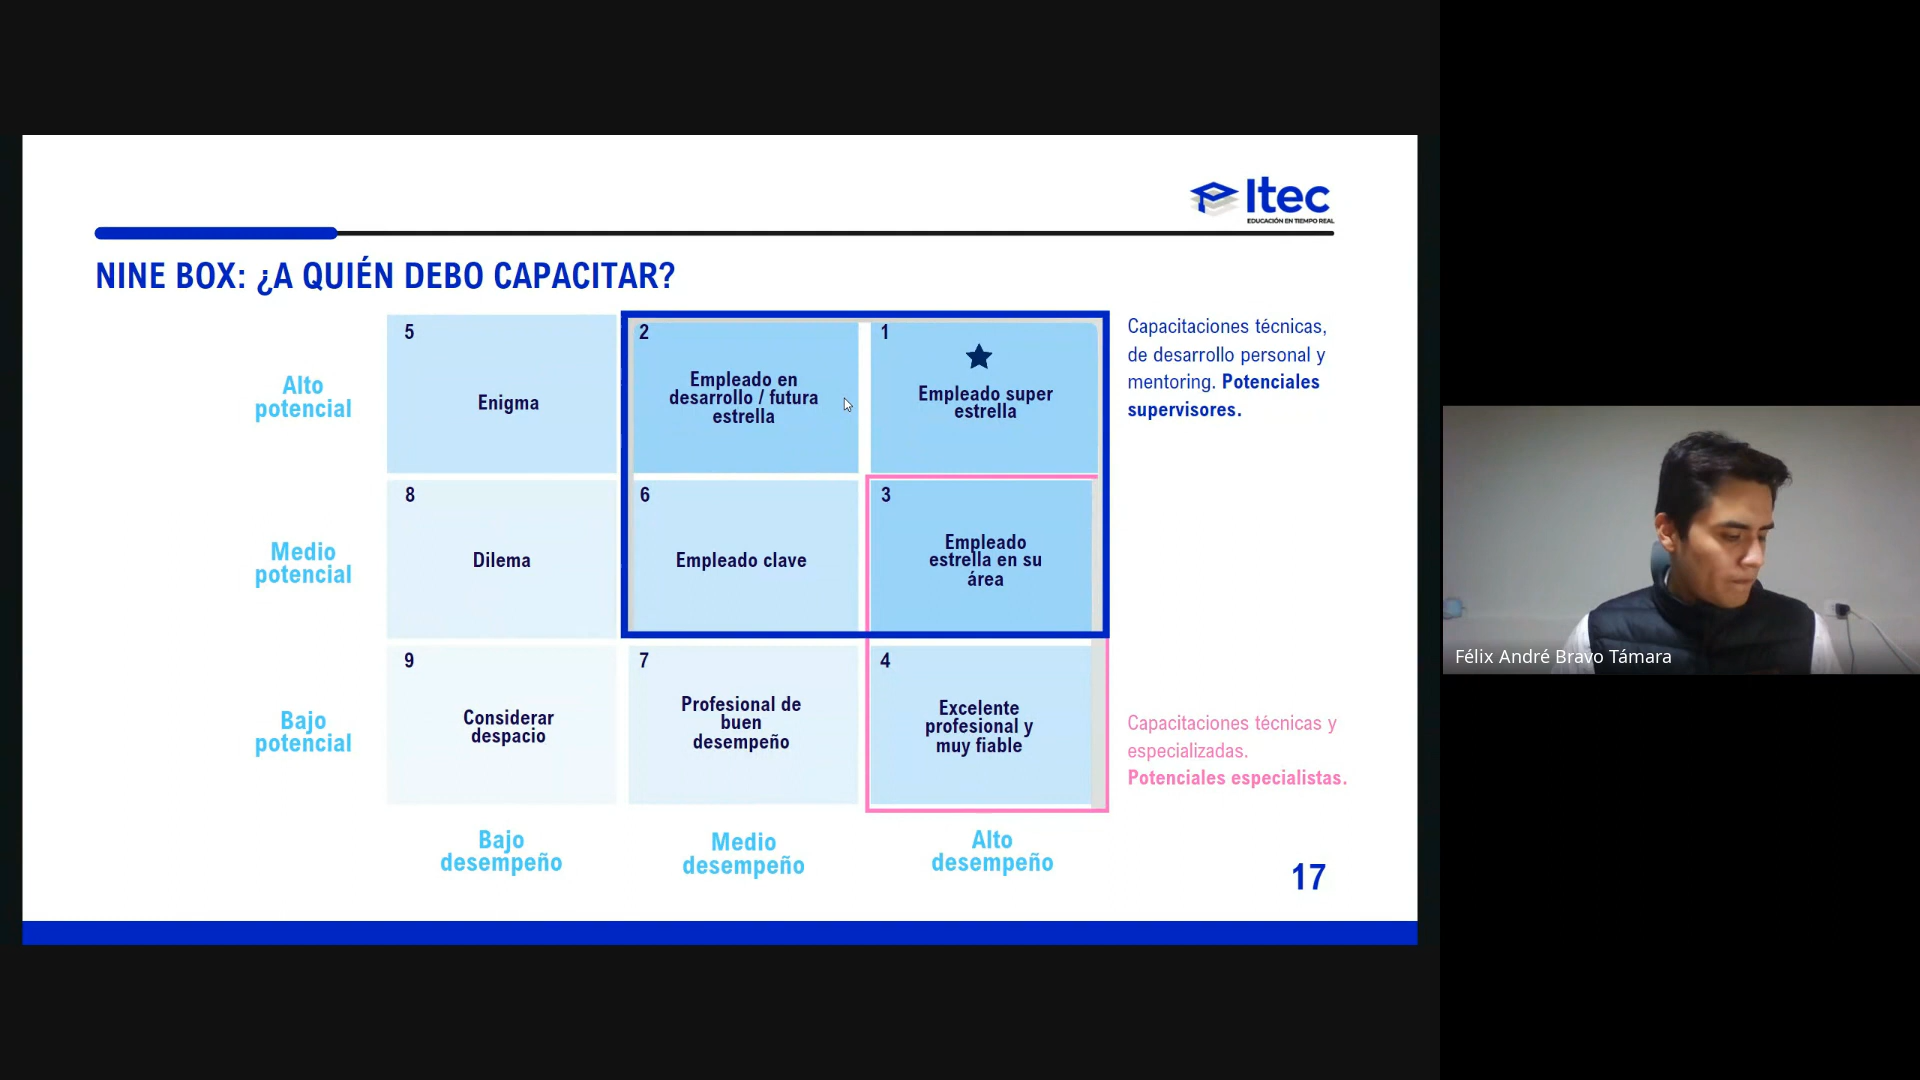 Itec
EDUCACIÓN EN TIEMPO REAL
NINE BOX: ¿A QUIÉN DEBO CAPACITAR?
Alto
potencial
5
Enigma
2
Empleado en
desarrollo / futura
estrella
1
Empleado super
estrella
Capacitaciones técnicas,
de desarrollo personal y
mentoring. Potenciales
supervisores.
Medio
potencial
8
Dilema
6
Empleado clave
3
Empleado
estrella en su
área
Bajo
potencial
9
Considerar
despacio
7
Profesional de
buen
desempeño
4
Excelente
profesional y
muy fiable
Capacitaciones técnicas y
especializadas.
Potenciales especialistas.
Bajo
desempeño
Medio
desempeño
Alto
desempeño
17
Félix André Bravo Támara